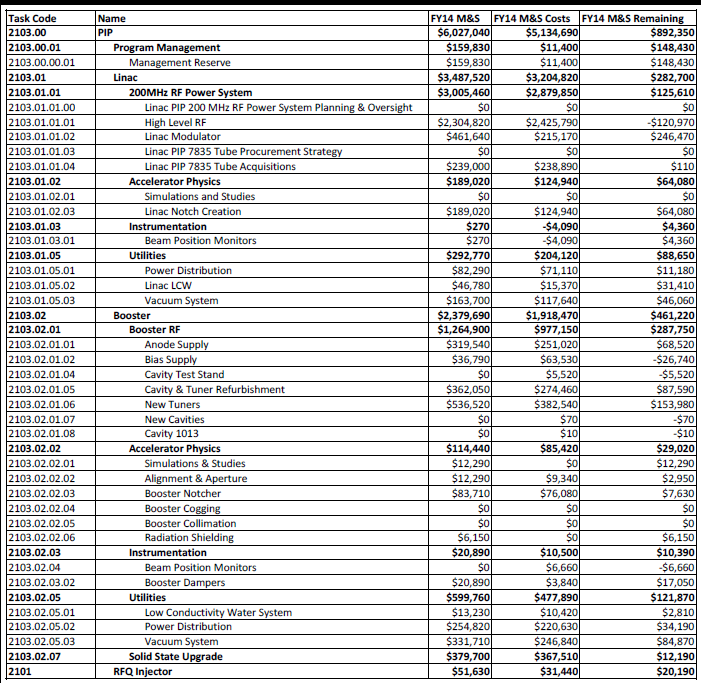 Task Code Name FY14 M&S FY14 M&S Costs FY14 M&S Remaining
2103.00 PIP $6,027,040 $5,134,690 $892,350
2103.00.01 Program Management $159,830 $11,400 $148,430
2103.00.00.01 Management Reserve $159,830 $11,400 $148,430
2103.01 Linac $3,487,520 $3,204,820 $282,700
2103.01.01 200MHz RF Power System $3,005,460 $2,879,850 $125,610
2103.01.01.00 Linac PIP 200 MHz RF Power System Planning & Oversight $0 $0 $0
2103.01.01.01 High Level RF $2,304,820 $2,425,790 -$120,970
2103.01.01.02 Linac Modulator $461,640 $215,170 $246,470
2103.01.01.03 Linac PIP 7835 Tube Procurement Strategy $0 $0 $0
2103.01.01.04 Linac PIP 7835 Tube Acquisitions $239,000 $238,890 $110
2103.01.02 Accelerator Physics $189,020 $124,940 $64,080
2103.01.02.01 Simulations and Studies $0 $0 $0
2103.01.02.03 Linac Notch Creation $189,020 $124,940 $64,080
2103.01.03 Instrumentation $270 -$4,090 $4,360
2103.01.03.01 Beam Position Monitors $270 -$4,090 $4,360
2103.01.05 Utilities $292,770 $204,120 $88,650
2103.01.05.01 Power Distribution $82,290 $71,110 $11,180
2103.01.05.02 Linac LCW $46,780 $15,370 $31,410
2103.01.05.03 Vacuum System $163,700 $117,640 $46,060
2103.02 Booster $2,379,690 $1,918,470 $461,220
2103.02.01 Booster RF $1,264,900 $977,150 $287,750
2103.02.01.01 Anode Supply $319,540 $251,020 $68,520
2103.02.01.02 Bias Supply $36,790 $63,530 -$26,740
2103.02.01.04 Cavity Test Stand $0 $5,520 -$5,520
2103.02.01.05 Cavity & Tuner Refurbishment $362,050 $274,460 $87,590
2103.02.01.06 New Tuners $536,520 $382,540 $153,980
2103.02.01.07 New Cavities $0 $70 -$70
2103.02.01.08 Cavity 1013 $0 $10 -$10
2103.02.02 Accelerator Physics $114,440 $85,420 $29,020
2103.02.02.01 Simulations & Studies $12,290 $0 $12,290
2103.02.02.02 Alignment & Aperture $12,290 $9,340 $2,950
2103.02.02.03 Booster Notcher $83,710 $76,080 $7,630
2103.02.02.04 Booster Cogging $0 $0 $0
2103.02.02.05 Booster Collimation $0 $0 $0
2103.02.02.06 Radiation Shielding $6,150 $0 $6,150
2103.02.03 Instrumentation $20,890 $10,500 $10,390
2103.02.04 Beam Position Monitors $0 $6,660 -$6,660
2103.02.03.02 Booster Dampers $20,890 $3,840 $17,050
2103.02.05 Utilities $599,760 $477,890 $121,870
2103.02.05.01 Low Conductivity Water System $13,230 $10,420 $2,810
2103.02.05.02 Power Distribution $254,820 $220,630 $34,190
2103.02.05.03 Vacuum System $331,710 $246,840 $84,870
2103.02.07 Solid State Upgrade $379,700 $367,510 $12,190
2101 RFQ Injector $51,630 $31,440 $20,190